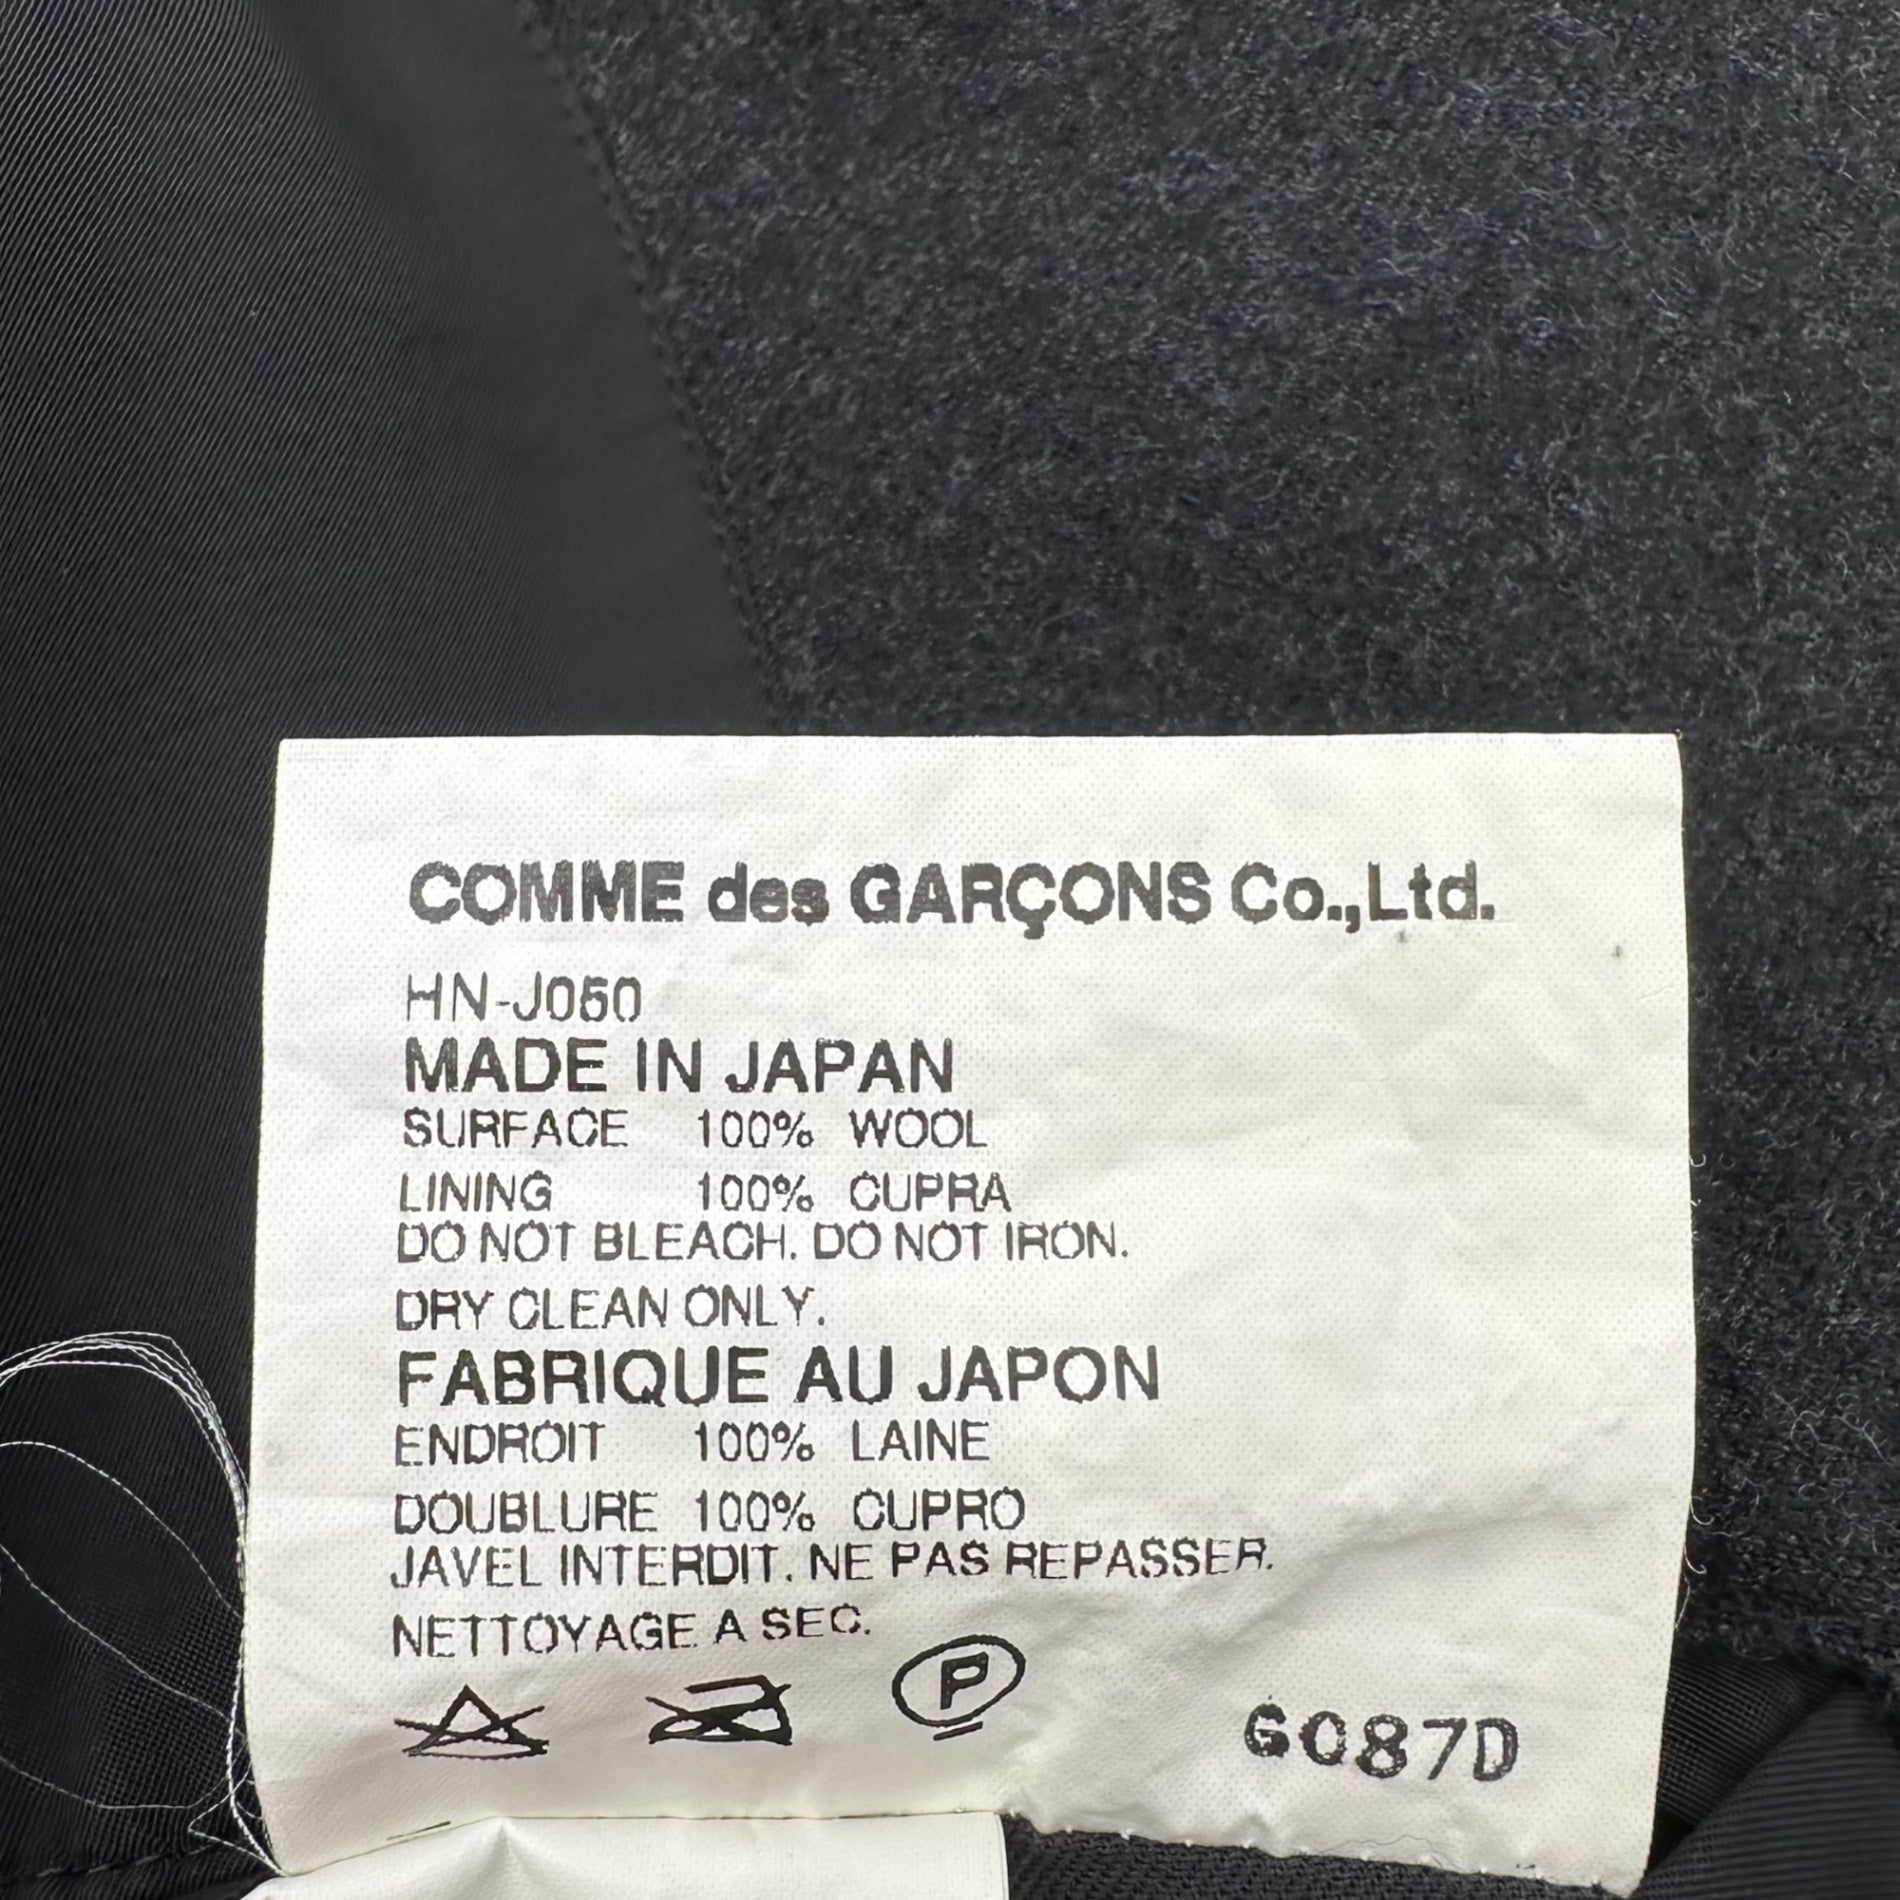 COMME des GARÇONS Co.,Ltd.
HN-J050
MADE IN JAPAN
SURFACE 100% WOOL
LINING 100% CUPRA
DO NOT BLEACH. DO NOT IRON.
DRY CLEAN ONLY.
FABRIQUE AU JAPON
ENDROIT 100% LAINE
DOUBLURE 100% CUPRO
JAVEL INTERDIT. NE PAS REPASSER.
NETTOYAGE A SEC.
P
6087D